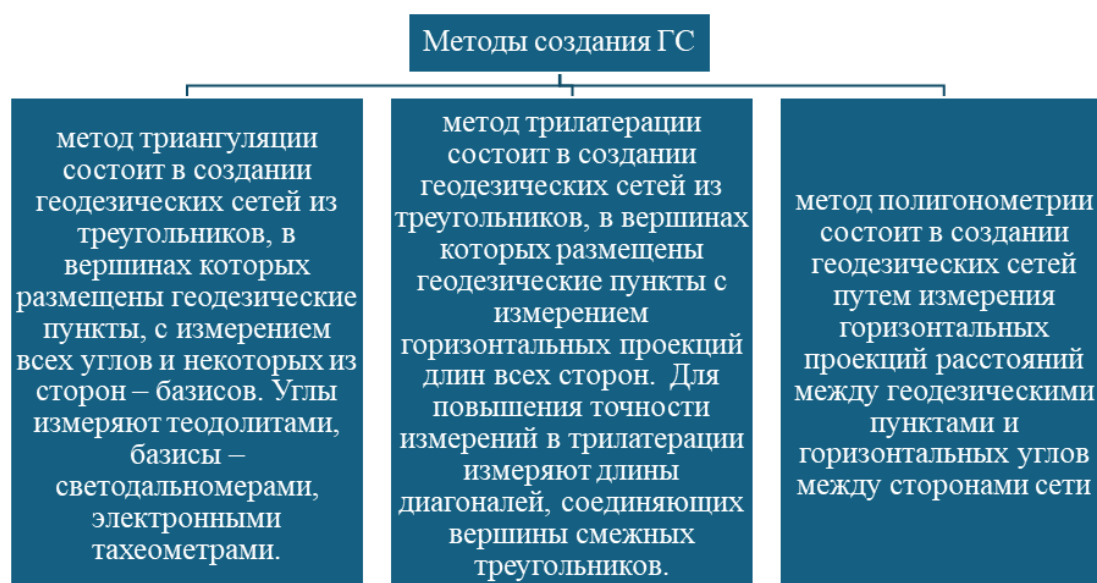 Методы создания ГС
метод триангуляции
состоит в создании
геодезических сетей из
треугольников, в
вершинах которых
размещены геодезические
пункты, с измерением
всех углов и некоторых из
сторон – базисов. Углы
измеряют теодолитами,
базисы –
светодальномерами,
электронными
тахеометрами.
метод трилатерации
состоит в создании
геодезических сетей из
треугольников, в вершинах
которых размещены
геодезические пункты с
измерением
горизонтальных проекций
длин всех сторон. Для
повышения точности
измерений в трилатерации
измеряют длины
диагоналей, соединяющих
вершины смежных
треугольников.
метод полигонометрии
состоит в создании
геодезических сетей
путем измерения
горизонтальных
проекций расстояний
между геодезическими
пунктами и
горизонтальных углов
между сторонами сети